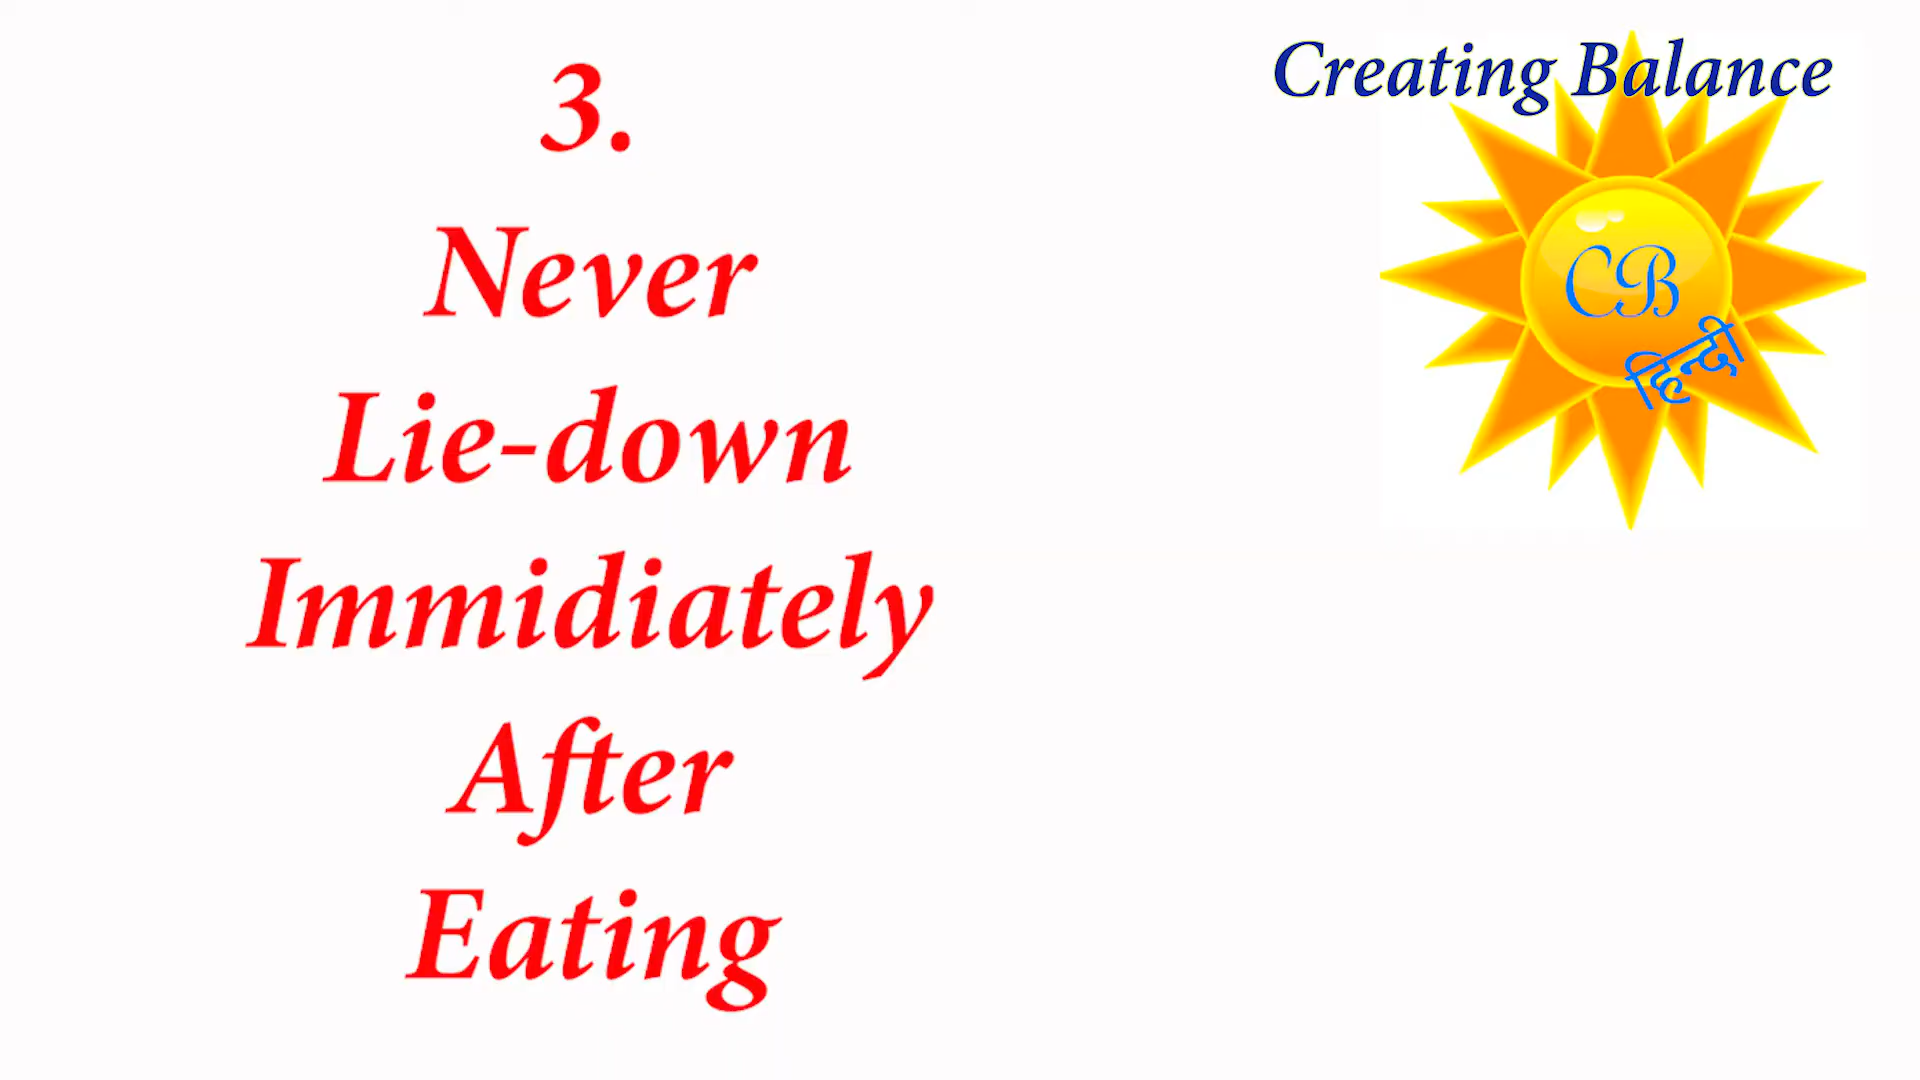 3.
Never
Lie-down
Immidiately
After
Eating
Creating Balance
CB
हिन्दी